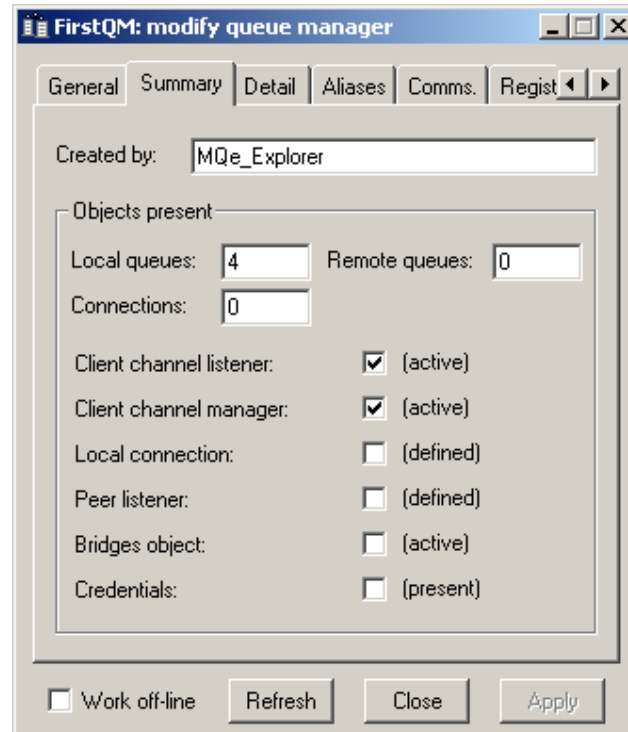 FirstQM: modify queue manager
General Summary Detail Aliases Comms. Regist
Created by: MQe_Explorer
Objects present
Local queues: 4 Remote queues: 0
Connections: 0
Client channel listener: (active)
Client channel manager: (active)
Local connection: (defined)
Peer listener: (defined)
Bridges object: (active)
Credentials: (present)
Work off-line Refresh Close Apply